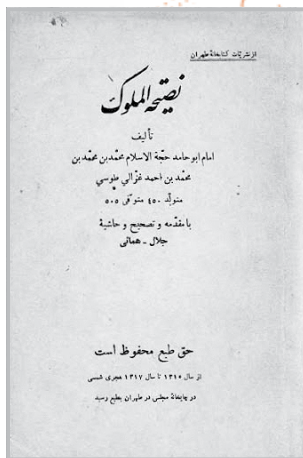 از نشریات کتابخانهٔ طهران
نصیحة الملوک
تألیف
امام ابوحامد حجة الاسلام محمد بن محمد بن
محمد بن احمد غزالی طوسی
متولد ۴۵۰ متوفی ۵۰۵
با مقدمه و تصحیح و حاشیهٔ
جلال - همائی
حق طبع محفوظ است
از سال ۱۳۱۵ تا سال ۱۳۱۷ هجری شمسی
در چاپخانهٔ مجلس در طهران بطبع رسید